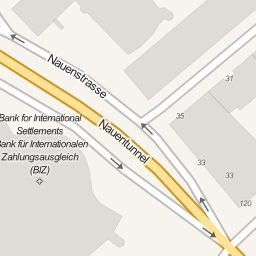 Nauenstrasse
31
35
Nauentunnel
Bank for International
Settlements
Bank für Internationalen
Zahlungsausgleich
(BIZ)
33
33
120